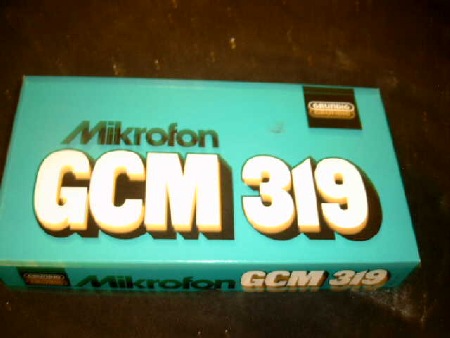 GRUNDIG
Mikrofon
GCM 319
GRUNDIG
Mikrofon GCM 319